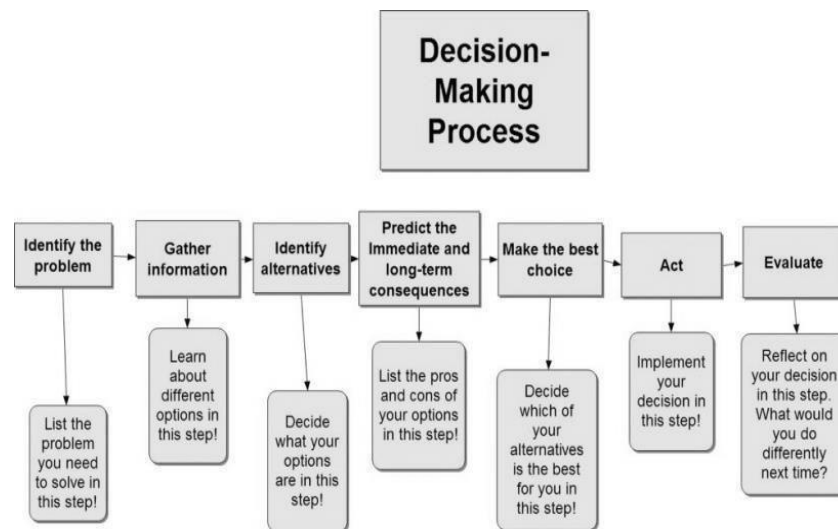 Decision-
Making
Process
Identify the
problem
Gather
information
Identify
alternatives
Predict the
Immediate and
long-term
consequences
Make the best
choice
Act
Evaluate
List the
problem
you need
to solve in
this step!
Learn
about
different
options in
this step!
Decide
what your
options
are in this
step!
List the pros
and cons of
your options
in this step!
Decide
which of
your
alternatives
is the best
for you in
this step!
Implement
your
decision in
this step!
Reflect on
your decision
in this step.
What would
you do
differently
next time?